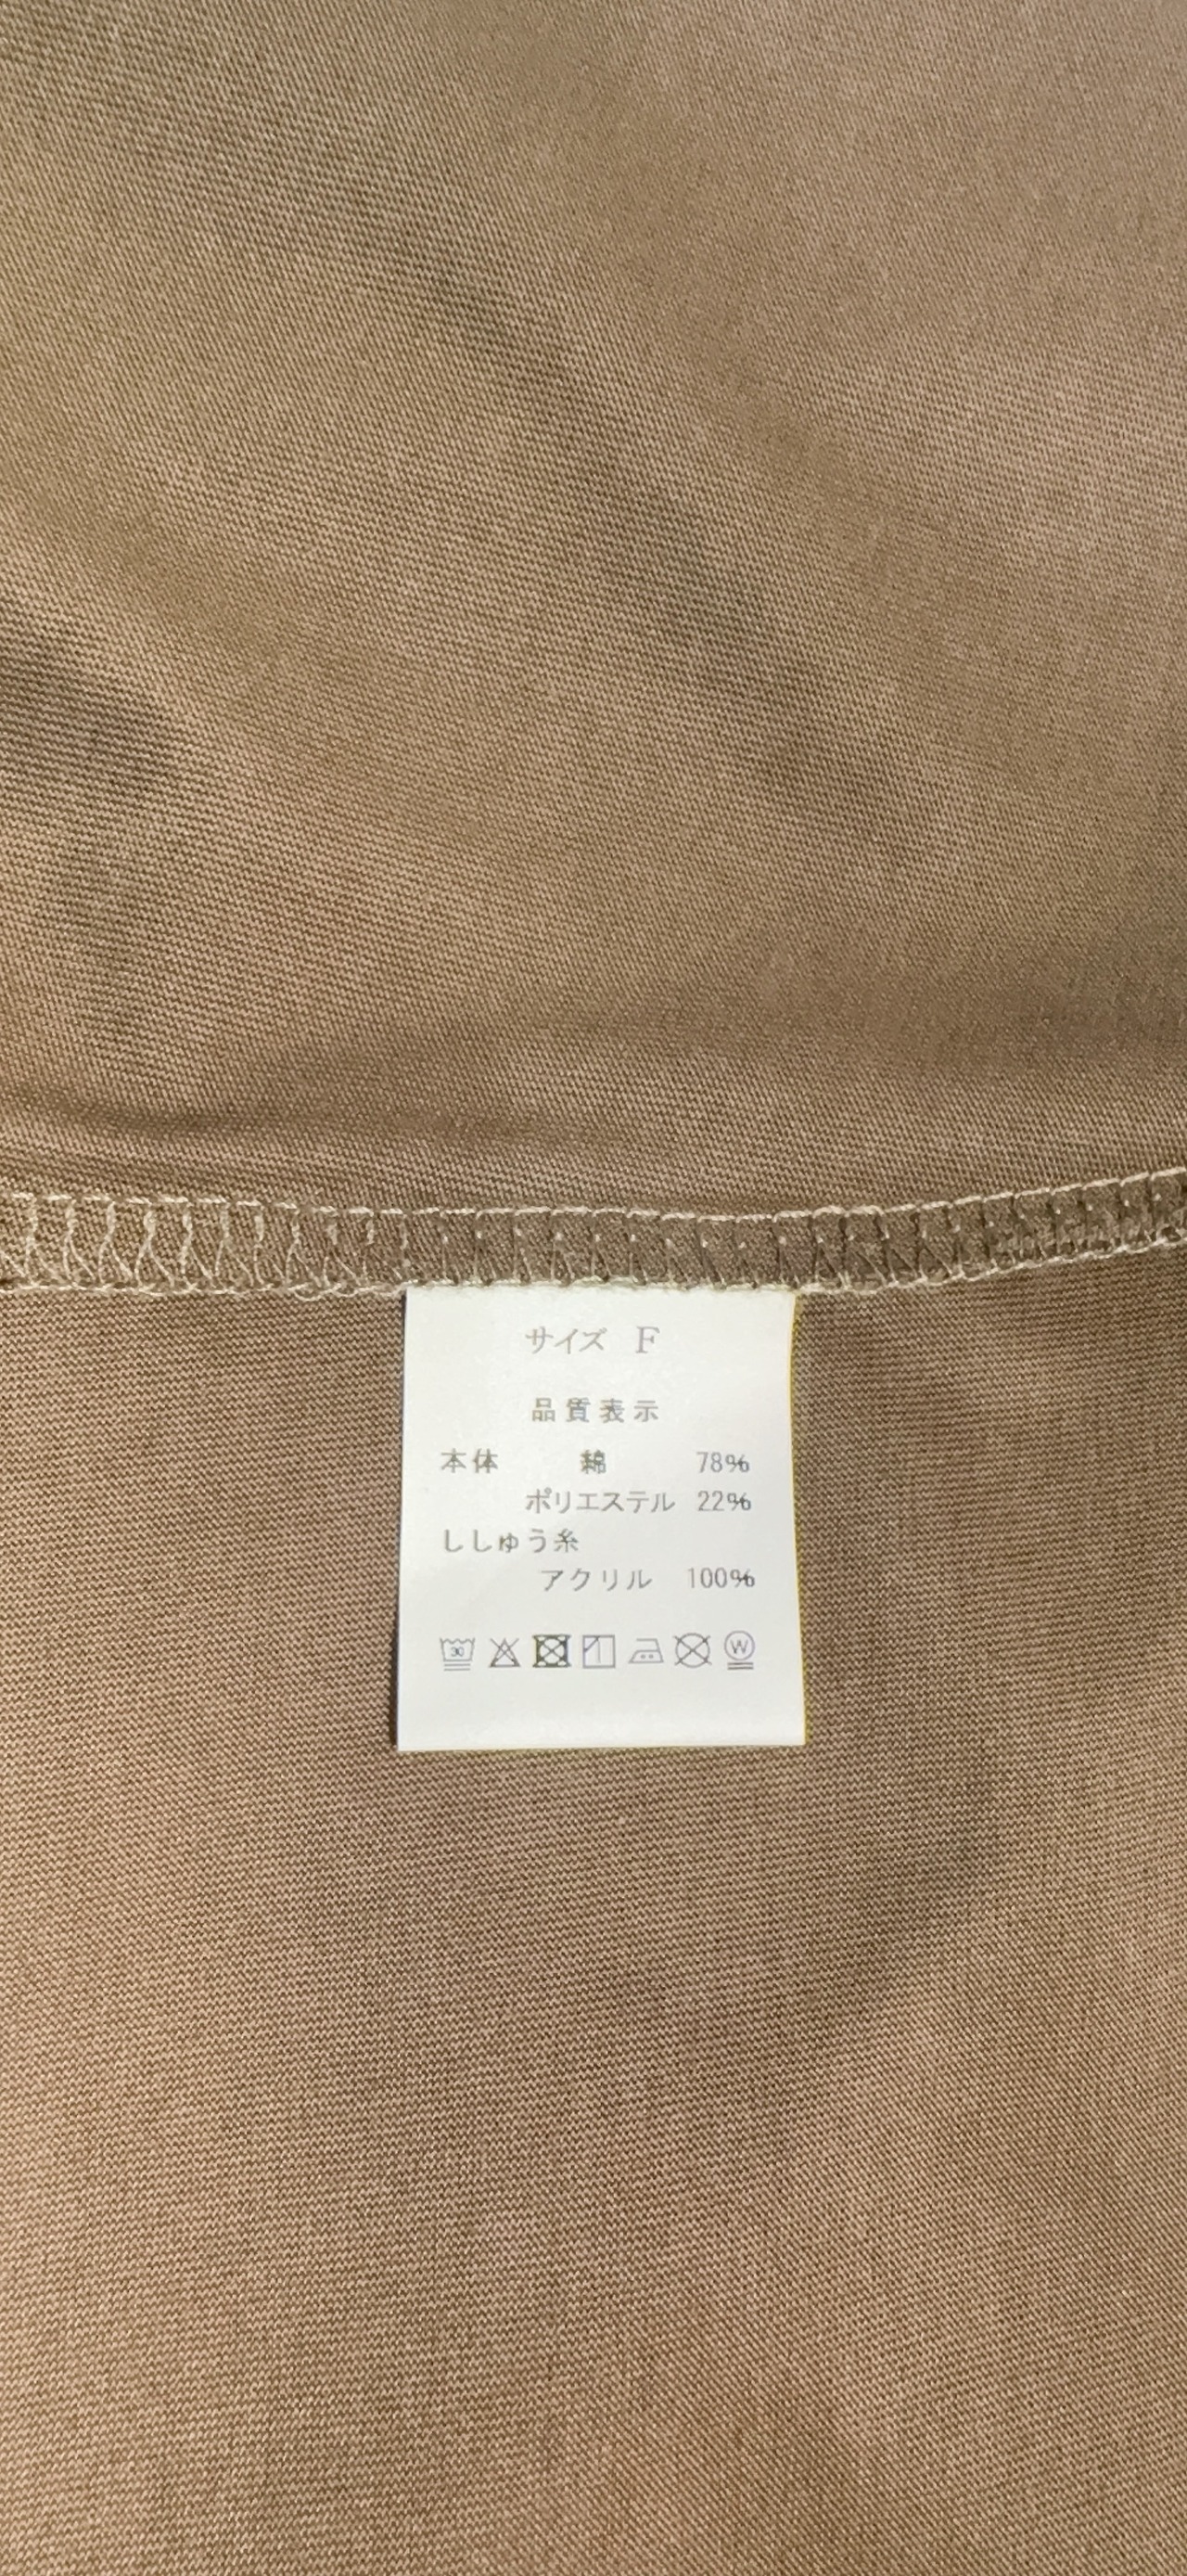 サイズ F
品質表示
本体 綿 78%
ポリエステル 22%
ししゅう糸
アクリル 100%
30 W